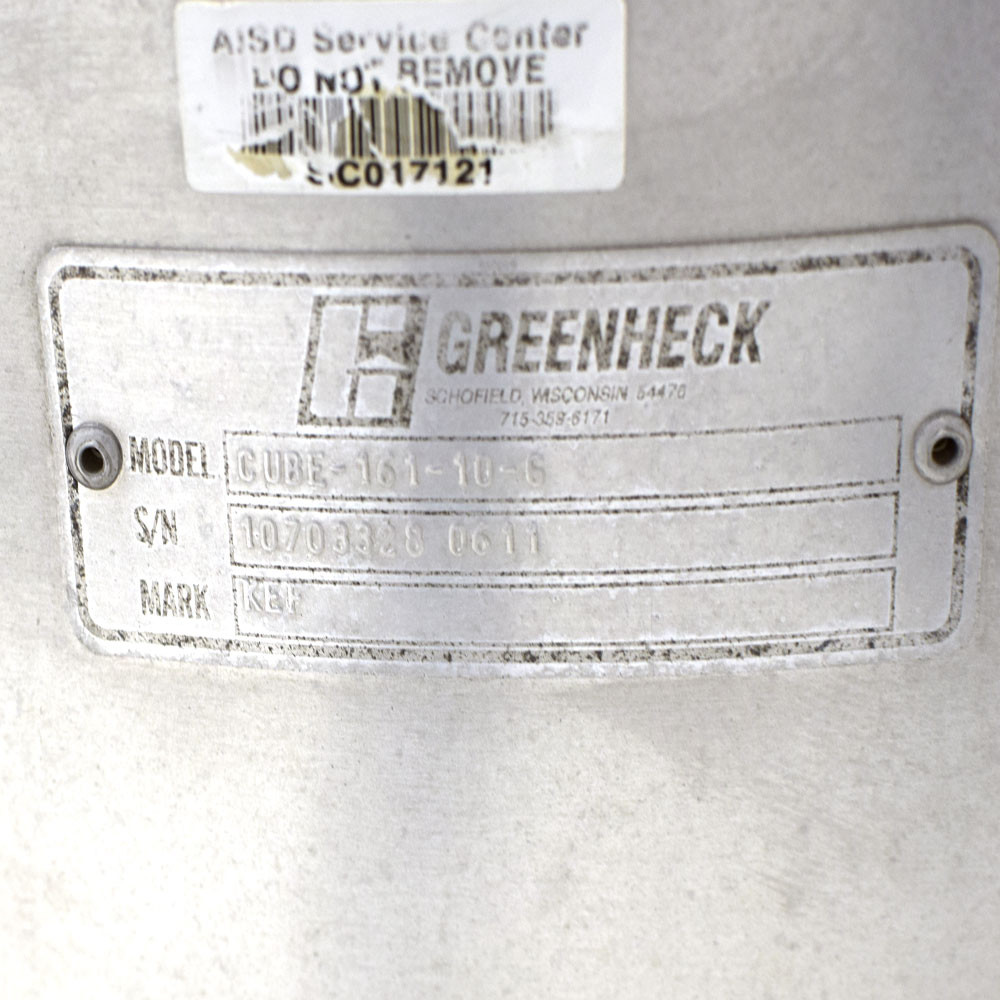 AISD Service Center
DO NOT REMOVE
SC017121
GREENHECK
SCHOFIELD, WISCONSIN 54476
715-359-6171
MODEL CUBE-161-10-G
S/N 10703328 0611
MARK KEF